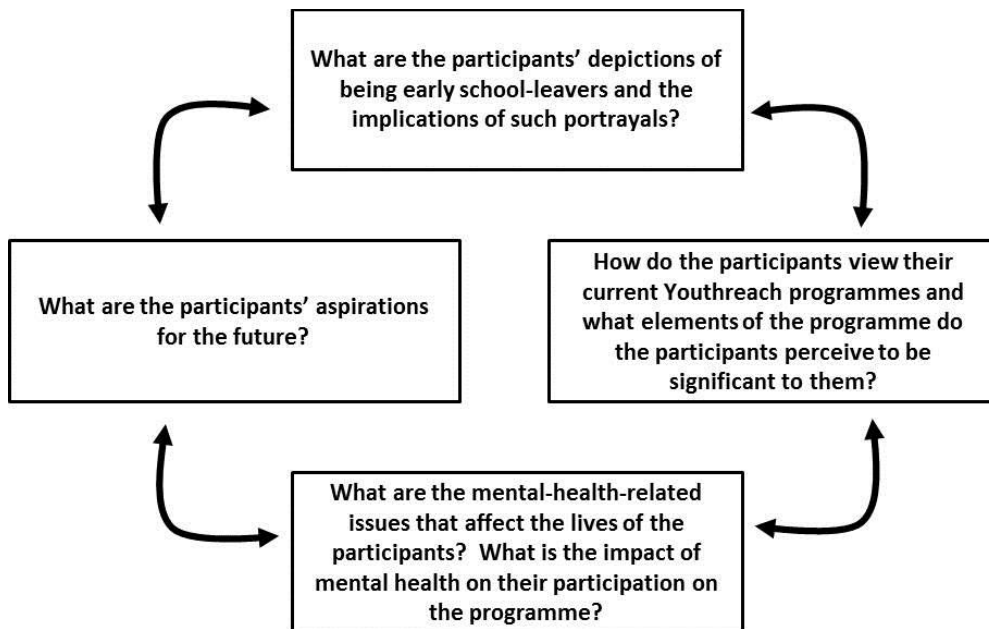 What are the participants’ depictions of
being early school-leavers and the
implications of such portrayals?
What are the participants’ aspirations
for the future?
How do the participants view their
current Youthreach programmes and
what elements of the programme do
the participants perceive to be
significant to them?
What are the mental-health-related
issues that affect the lives of the
participants?  What is the impact of
mental health on their participation on
the programme?